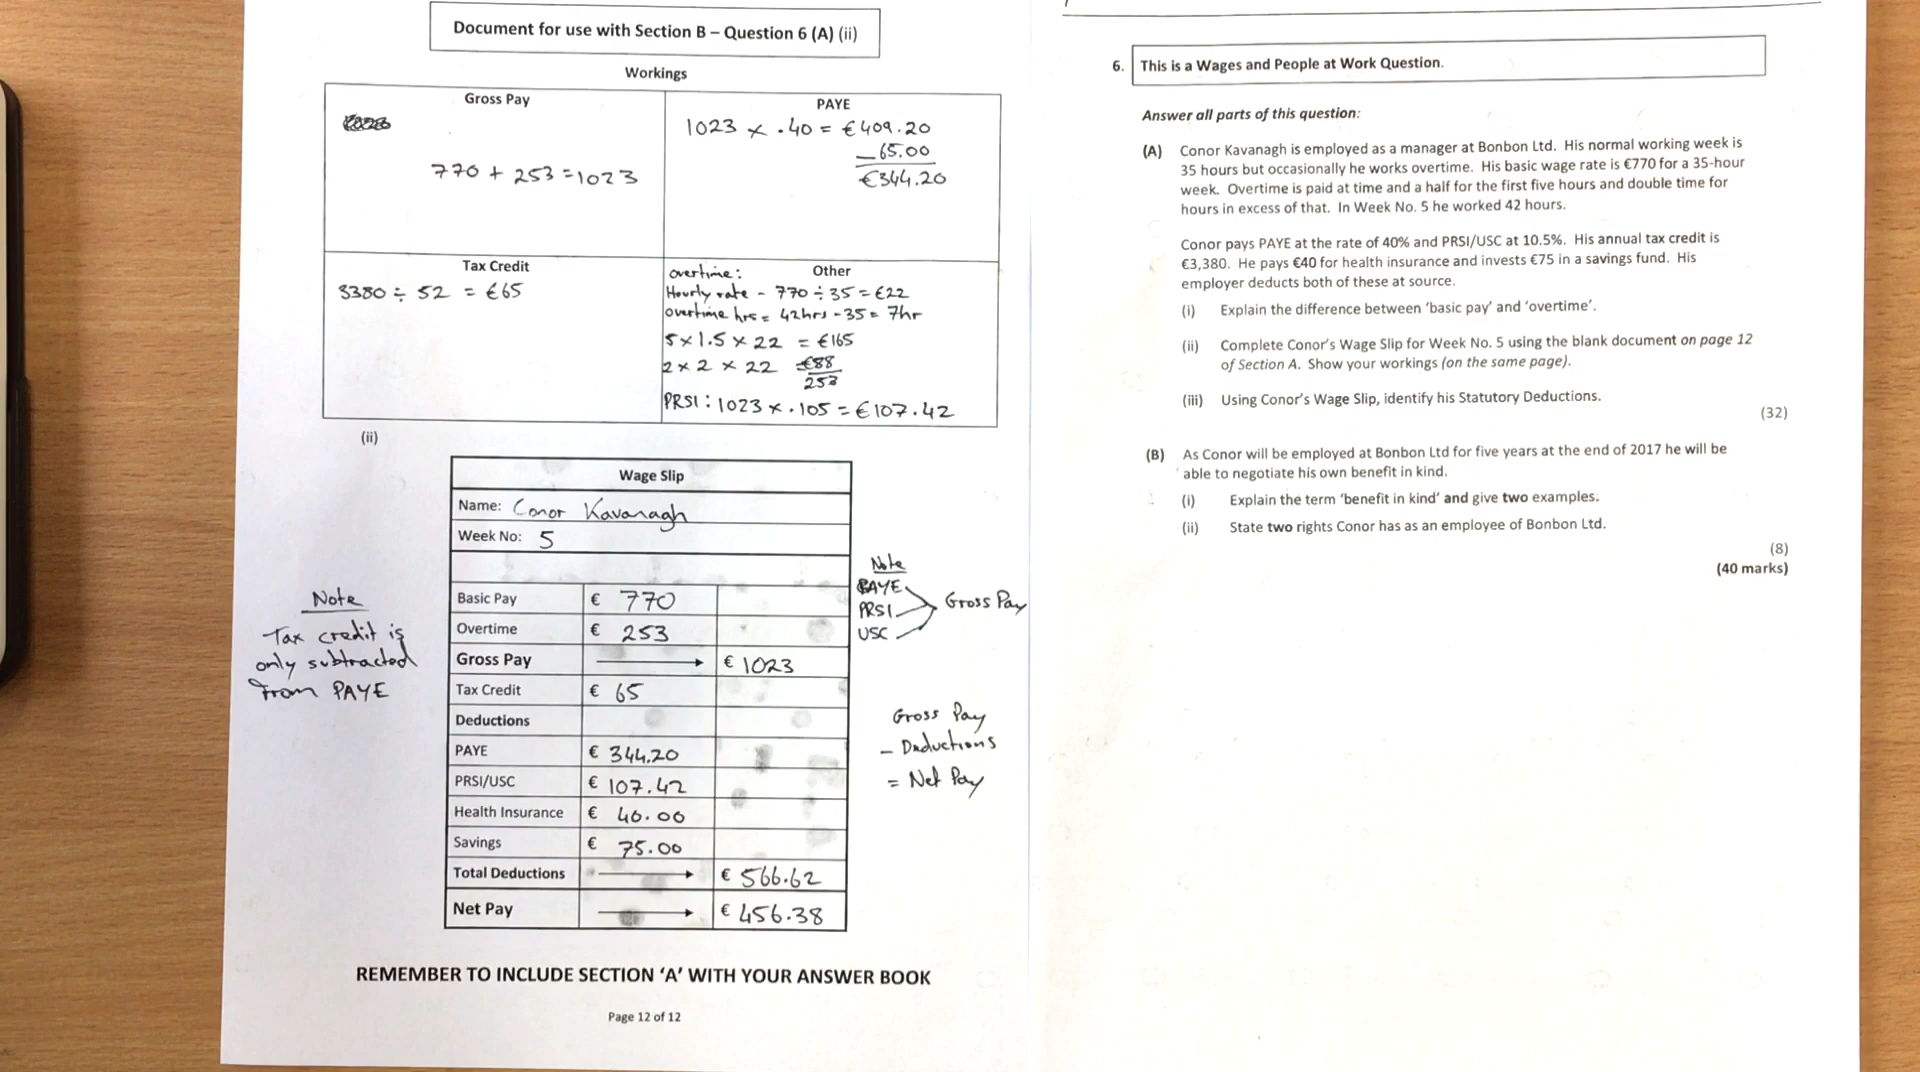 Document for use with Section B – Question 6 (A) (ii)
Workings
Gross Pay
770 + 253 = 1023
PAYE
1023 x .40 = €409.20
- 65.00
€344.20
Tax Credit
3380 ÷ 52 = €65
Other
overtime:
Hourly rate - 770 ÷ 35 = €22
overtime hrs = 42hrs - 35 = 7hr
5 x 1.5 x 22 = €165
2 x 2 x 22 = €88
253
PRSI : 1023 x .105 = €107.42
(ii)
Wage Slip
Name: Conor Kavanagh
Week No: 5
Basic Pay € 770
Overtime € 253
Gross Pay € 1023
Tax Credit € 65
Deductions
PAYE € 344.20
PRSI/USC € 107.42
Health Insurance € 40.00
Savings € 75.00
Total Deductions € 566.62
Net Pay € 456.38
Note
Tax credit is
only subtracted
from PAYE
Note
PAYE
PRSI
USC
Gross Pay
Gross Pay
- Deductions
= Net Pay
REMEMBER TO INCLUDE SECTION ‘A’ WITH YOUR ANSWER BOOK
Page 12 of 12
6. This is a Wages and People at Work Question.
Answer all parts of this question:
(A) Conor Kavanagh is employed as a manager at Bonbon Ltd. His normal working week is
35 hours but occasionally he works overtime. His basic wage rate is €770 for a 35-hour
week. Overtime is paid at time and a half for the first five hours and double time for
hours in excess of that. In Week No. 5 he worked 42 hours.
Conor pays PAYE at the rate of 40% and PRSI/USC at 10.5%. His annual tax credit is
€3,380. He pays €40 for health insurance and invests €75 in a savings fund. His
employer deducts both of these at source.
(i) Explain the difference between ‘basic pay’ and ‘overtime’.
(ii) Complete Conor’s Wage Slip for Week No. 5 using the blank document on page 12
of Section A. Show your workings (on the same page).
(iii) Using Conor’s Wage Slip, identify his Statutory Deductions.
(32)
(B) As Conor will be employed at Bonbon Ltd for five years at the end of 2017 he will be
able to negotiate his own benefit in kind.
(i) Explain the term ‘benefit in kind’ and give two examples.
(ii) State two rights Conor has as an employee of Bonbon Ltd.
(8)
(40 marks)